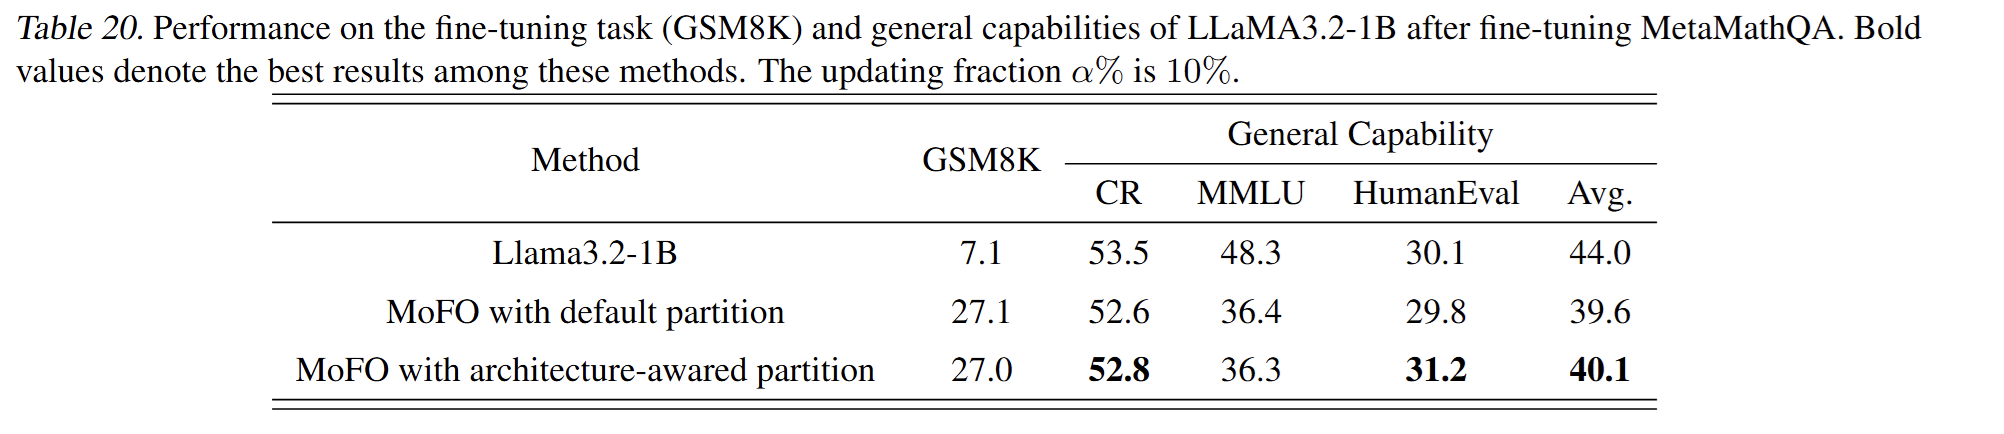 Table 20. Performance on the fine-tuning task (GSM8K) and general capabilities of LLaMA3.2-1B after fine-tuning MetaMathQA. Bold
values denote the best results among these methods. The updating fraction α% is 10%.
Method GSM8K General Capability
CR MMLU HumanEval Avg.
Llama3.2-1B 7.1 53.5 48.3 30.1 44.0
MoFO with default partition 27.1 52.6 36.4 29.8 39.6
MoFO with architecture-awared partition 27.0 52.8 36.3 31.2 40.1